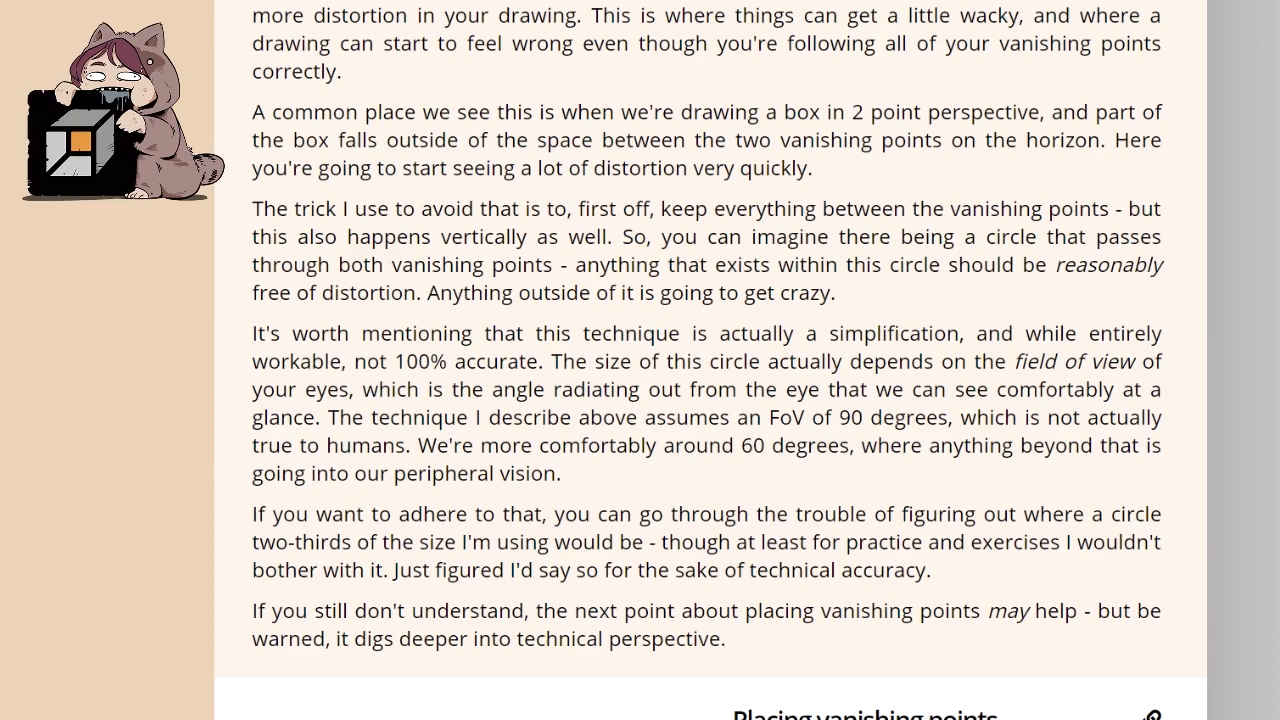 more distortion in your drawing. This is where things can get a little wacky, and where a
drawing can start to feel wrong even though you're following all of your vanishing points
correctly.
A common place we see this is when we're drawing a box in 2 point perspective, and part of
the box falls outside of the space between the two vanishing points on the horizon. Here
you're going to start seeing a lot of distortion very quickly.
The trick I use to avoid that is to, first off, keep everything between the vanishing points - but
this also happens vertically as well. So, you can imagine there being a circle that passes
through both vanishing points - anything that exists within this circle should be reasonably
free of distortion. Anything outside of it is going to get crazy.
It's worth mentioning that this technique is actually a simplification, and while entirely
workable, not 100% accurate. The size of this circle actually depends on the field of view of
your eyes, which is the angle radiating out from the eye that we can see comfortably at a
glance. The technique I describe above assumes an FoV of 90 degrees, which is not actually
true to humans. We're more comfortably around 60 degrees, where anything beyond that is
going into our peripheral vision.
If you want to adhere to that, you can go through the trouble of figuring out where a circle
two-thirds of the size I'm using would be - though at least for practice and exercises I wouldn't
bother with it. Just figured I'd say so for the sake of technical accuracy.
If you still don't understand, the next point about placing vanishing points may help - but be
warned, it digs deeper into technical perspective.
Placing vanishing points